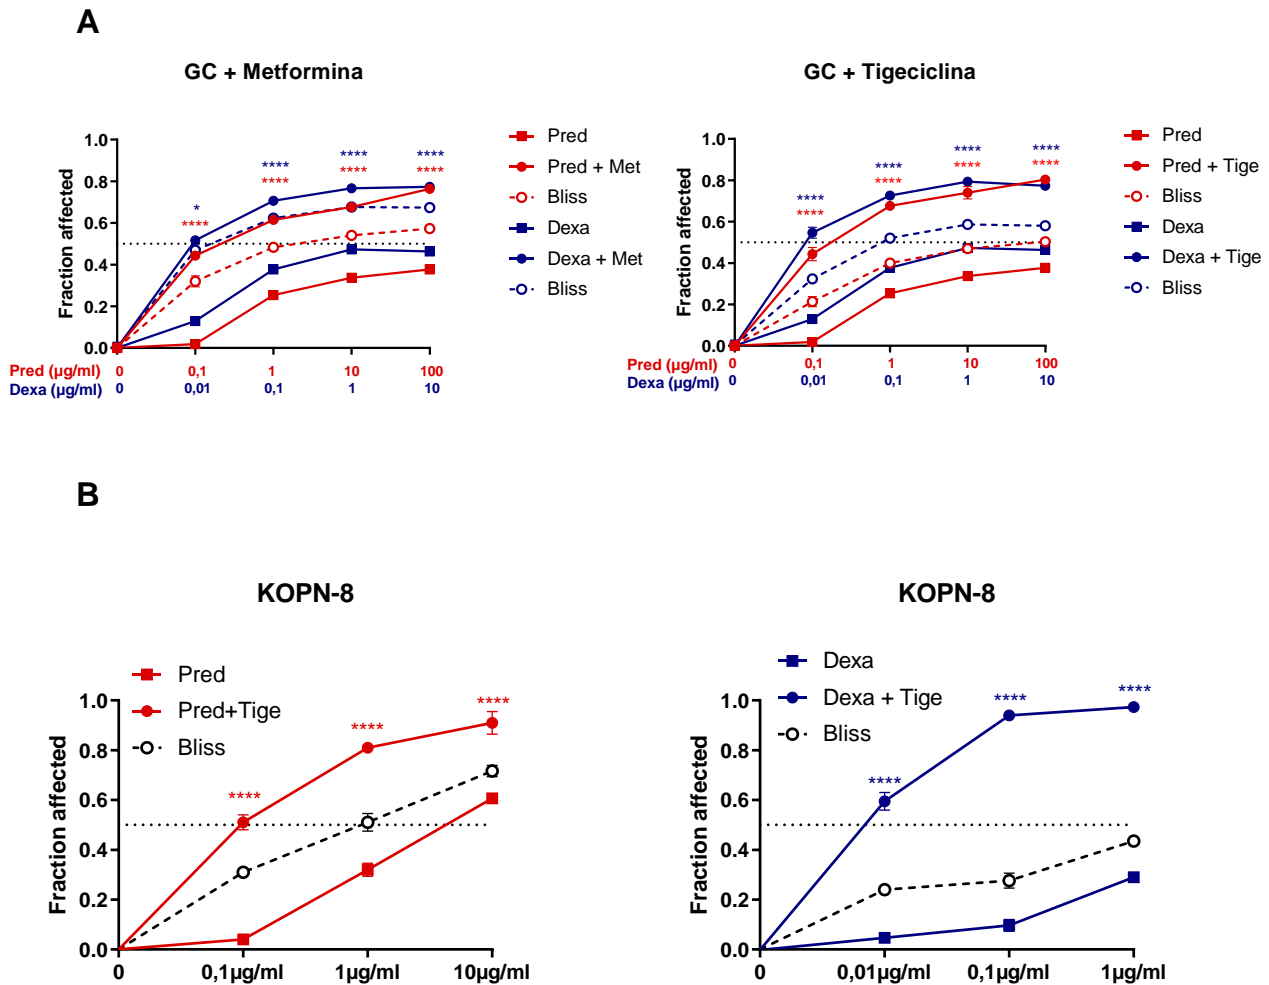 A
GC + Metformina
**** **** ****
* **** **** ****
****
1.0
0.8
0.6
0.4
0.2
0.0
Fraction affected
Pred (µg/ml) 0 0,1 1 10 100
Dexa (µg/ml) 0 0,01 0,1 1 10
Pred
Pred + Met
Bliss
Dexa
Dexa + Met
Bliss
GC + Tigeciclina
**** **** ****
**** **** **** ****
****
1.0
0.8
0.6
0.4
0.2
0.0
Fraction affected
Pred (µg/ml) 0 0,1 1 10 100
Dexa (µg/ml) 0 0,01 0,1 1 10
Pred
Pred + Tige
Bliss
Dexa
Dexa + Tige
Bliss
B
KOPN-8
Pred
Pred+Tige
Bliss
**** **** ****
1.0
0.8
0.6
0.4
0.2
0.0
Fraction affected
0 0,1µg/ml 1µg/ml 10µg/ml
KOPN-8
Dexa
Dexa + Tige
Bliss
**** **** ****
1.0
0.8
0.6
0.4
0.2
0.0
Fraction affected
0 0,01µg/ml 0,1µg/ml 1µg/ml